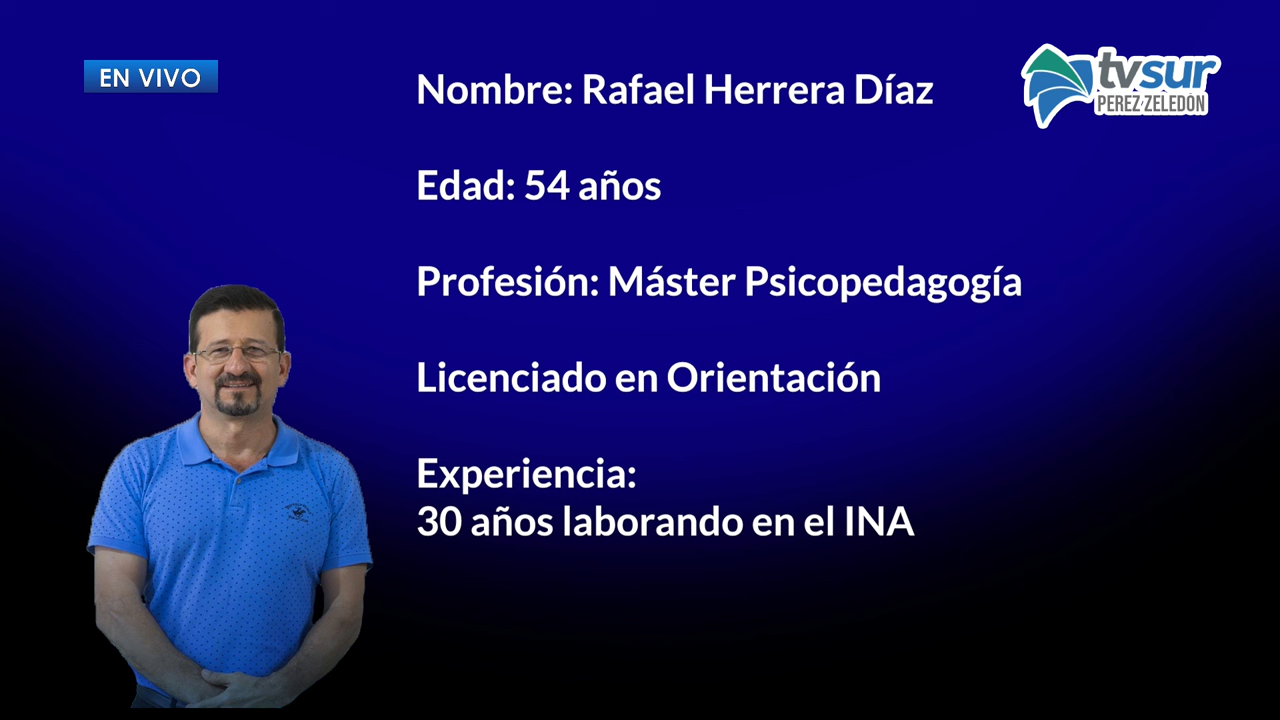 EN VIVO
Nombre: Rafael Herrera Díaz
tvsur
PEREZ ZELEDÓN
Edad: 54 años
Profesión: Máster Psicopedagogía
Licenciado en Orientación
Experiencia:
30 años laborando en el INA